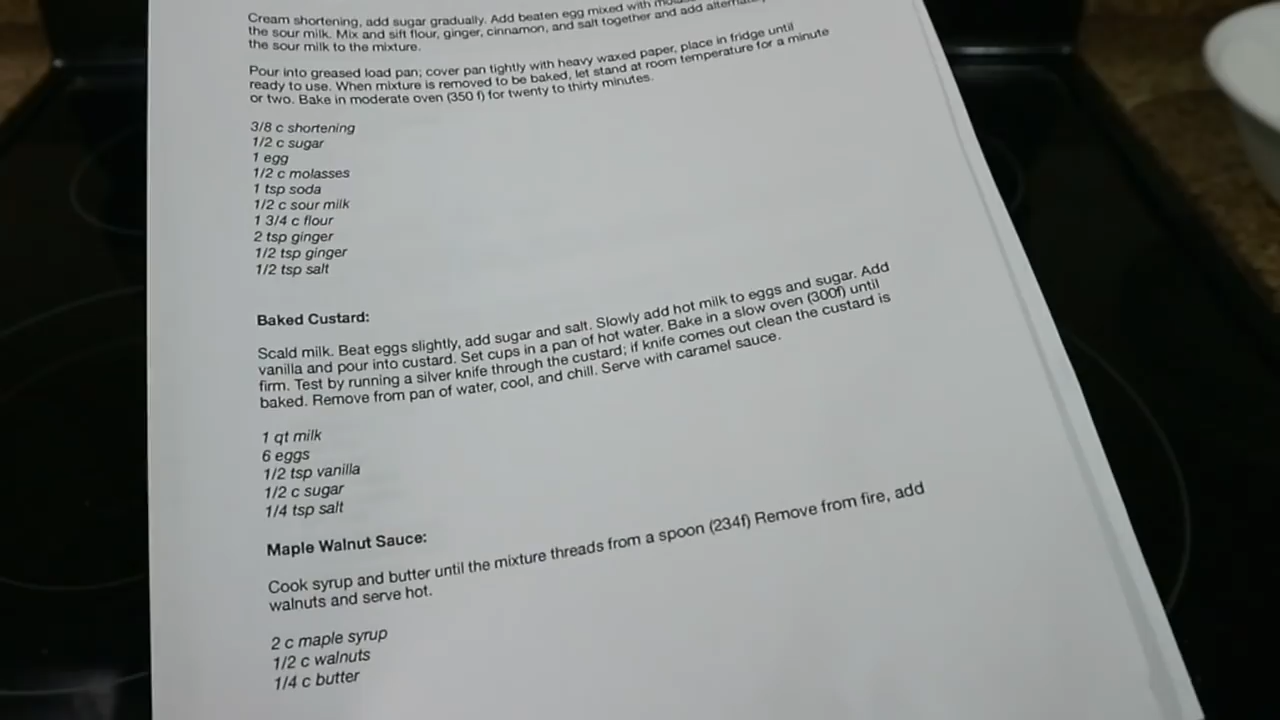 Cream shortening, add sugar gradually. Add beaten egg mixed with
the sour milk. Mix and sift flour, ginger, cinnamon, and salt together and add
the sour milk to the mixture.
Pour into greased load pan; cover pan tightly with heavy waxed paper, place in fridge until
ready to use. When mixture is removed to be baked, let stand at room temperature for a minute
or two. Bake in moderate oven (350 f) for twenty to thirty minutes.
3/8 c shortening
1/2 c sugar
1 egg
1/2 c molasses
1 tsp soda
1/2 c sour milk
1 3/4 c flour
2 tsp ginger
1/2 tsp ginger
1/2 tsp salt
Baked Custard:
Scald milk. Beat eggs slightly, add sugar and salt. Slowly add hot milk to eggs and sugar. Add
vanilla and pour into custard. Set cups in a pan of hot water. Bake in a slow oven (300f) until
firm. Test by running a silver knife through the custard; if knife comes out clean the custard is
baked. Remove from pan of water, cool, and chill. Serve with caramel sauce.
1 qt milk
6 eggs
1/2 tsp vanilla
1/2 c sugar
1/4 tsp salt
Maple Walnut Sauce:
Cook syrup and butter until the mixture threads from a spoon (234f) Remove from fire, add
walnuts and serve hot.
2 c maple syrup
1/2 c walnuts
1/4 c butter